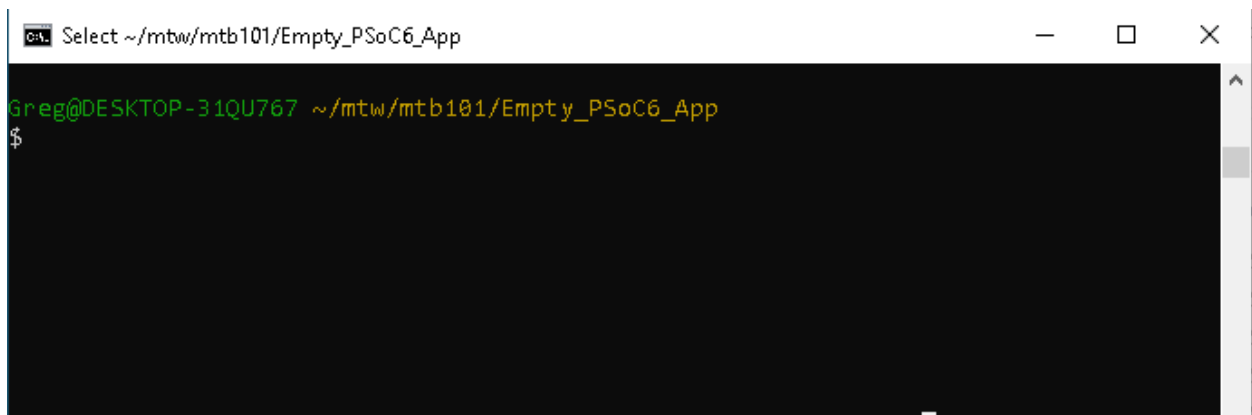 Select ~/mtw/mtb101/Empty_PSoC6_App
Greg@DESKTOP-31QU767 ~/mtw/mtb101/Empty_PSoC6_App
$